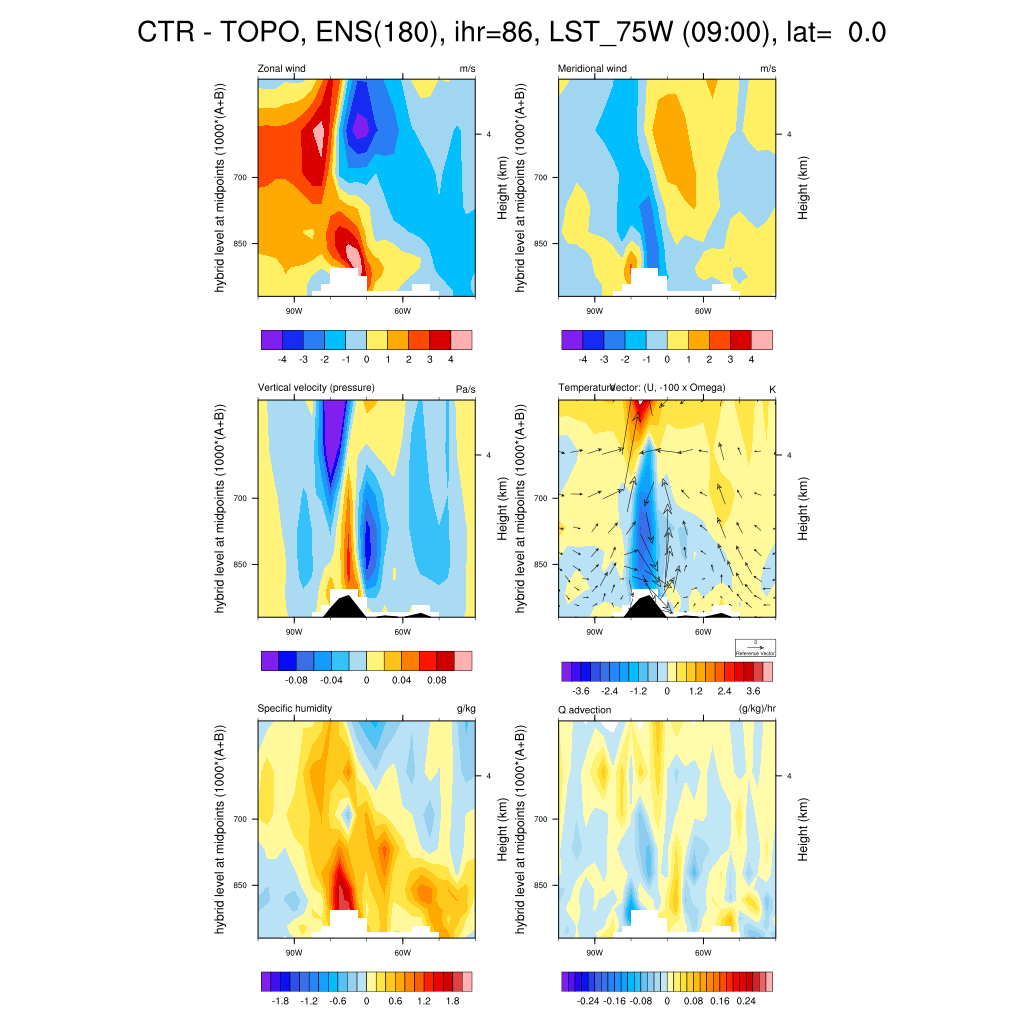 CTR - TOPO, ENS(180), ihr=86, LST_75W (09:00), lat=  0.0
Zonal wind m/s
hybrid level at midpoints (1000*(A+B))
700
850
4
Height (km)
90W 60W
-4 -3 -2 -1 0 1 2 3 4
Meridional wind m/s
hybrid level at midpoints (1000*(A+B))
700
850
4
Height (km)
90W 60W
-4 -3 -2 -1 0 1 2 3 4
Vertical velocity (pressure) Pa/s
hybrid level at midpoints (1000*(A+B))
700
850
4
Height (km)
90W 60W
-0.08 -0.04 0 0.04 0.08
Temperature Vector: (U, -100 x Omega) K
hybrid level at midpoints (1000*(A+B))
700
850
4
Height (km)
90W 60W
3
Reference Vector
-3.6 -2.4 -1.2 0 1.2 2.4 3.6
Specific humidity g/kg
hybrid level at midpoints (1000*(A+B))
700
850
4
Height (km)
90W 60W
-1.8 -1.2 -0.6 0 0.6 1.2 1.8
Q advection (g/kg)/hr
hybrid level at midpoints (1000*(A+B))
700
850
4
Height (km)
90W 60W
-0.24 -0.16 -0.08 0 0.08 0.16 0.24